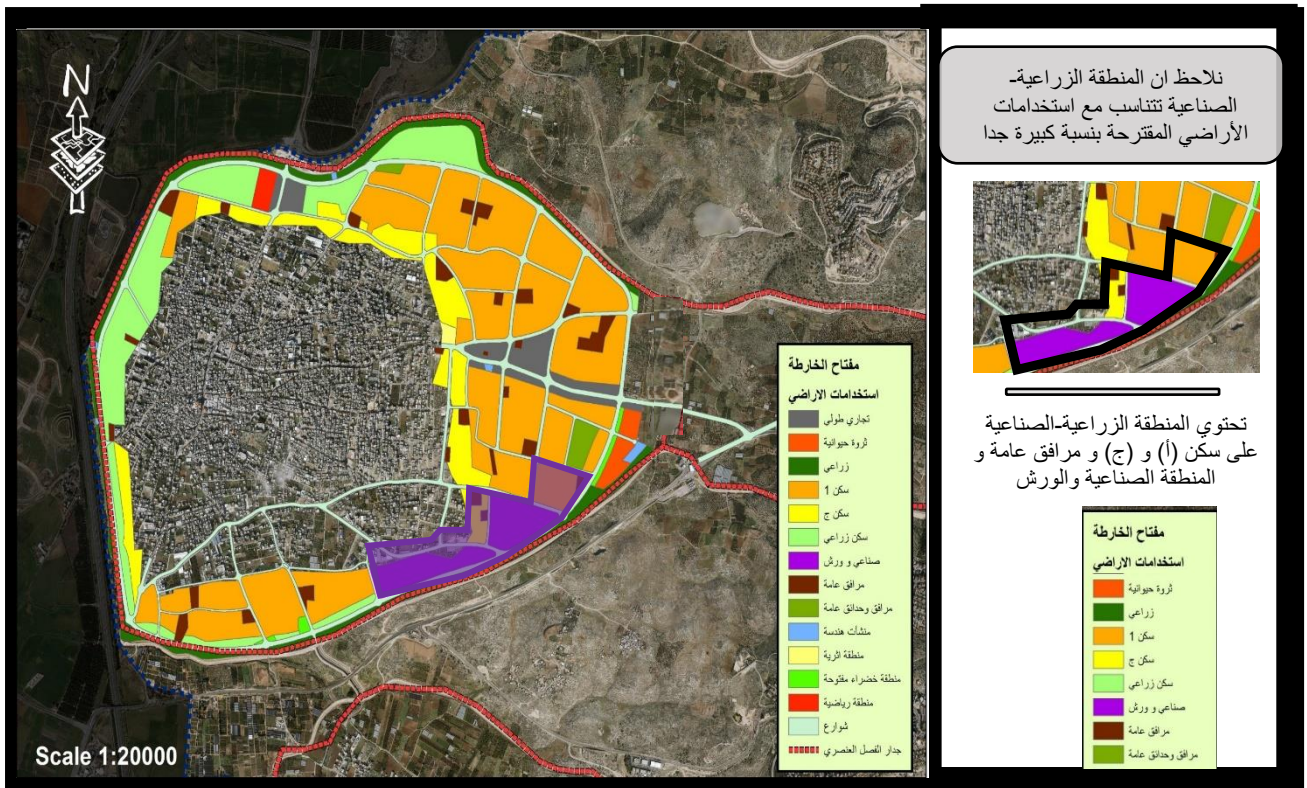 N
Scale 1:20000
مفتاح الخارطة
استخدامات الاراضي
تجاري طولي
ثروة حيوانية
زراعي
سكن 1
سكن ج
سكن زراعي
صناعي و ورش
مرافق عامة
مرافق وحدائق عامة
منشآت هندسة
منطقة اثرية
منطقة خضراء مفتوحة
منطقة رياضية
شوارع
جدار الفصل العنصري
نلاحظ ان المنطقة الزراعية-
الصناعية تتناسب مع استخدامات
الأراضي المقترحة بنسبة كبيرة جدا
تحتوي المنطقة الزراعية-الصناعية
على سكن (أ) و (ج) و مرافق عامة و
المنطقة الصناعية والورش
مفتاح الخارطة
استخدامات الاراضي
ثروة حيوانية
زراعي
سكن 1
سكن ج
سكن زراعي
صناعي و ورش
مرافق عامة
مرافق وحدائق عامة